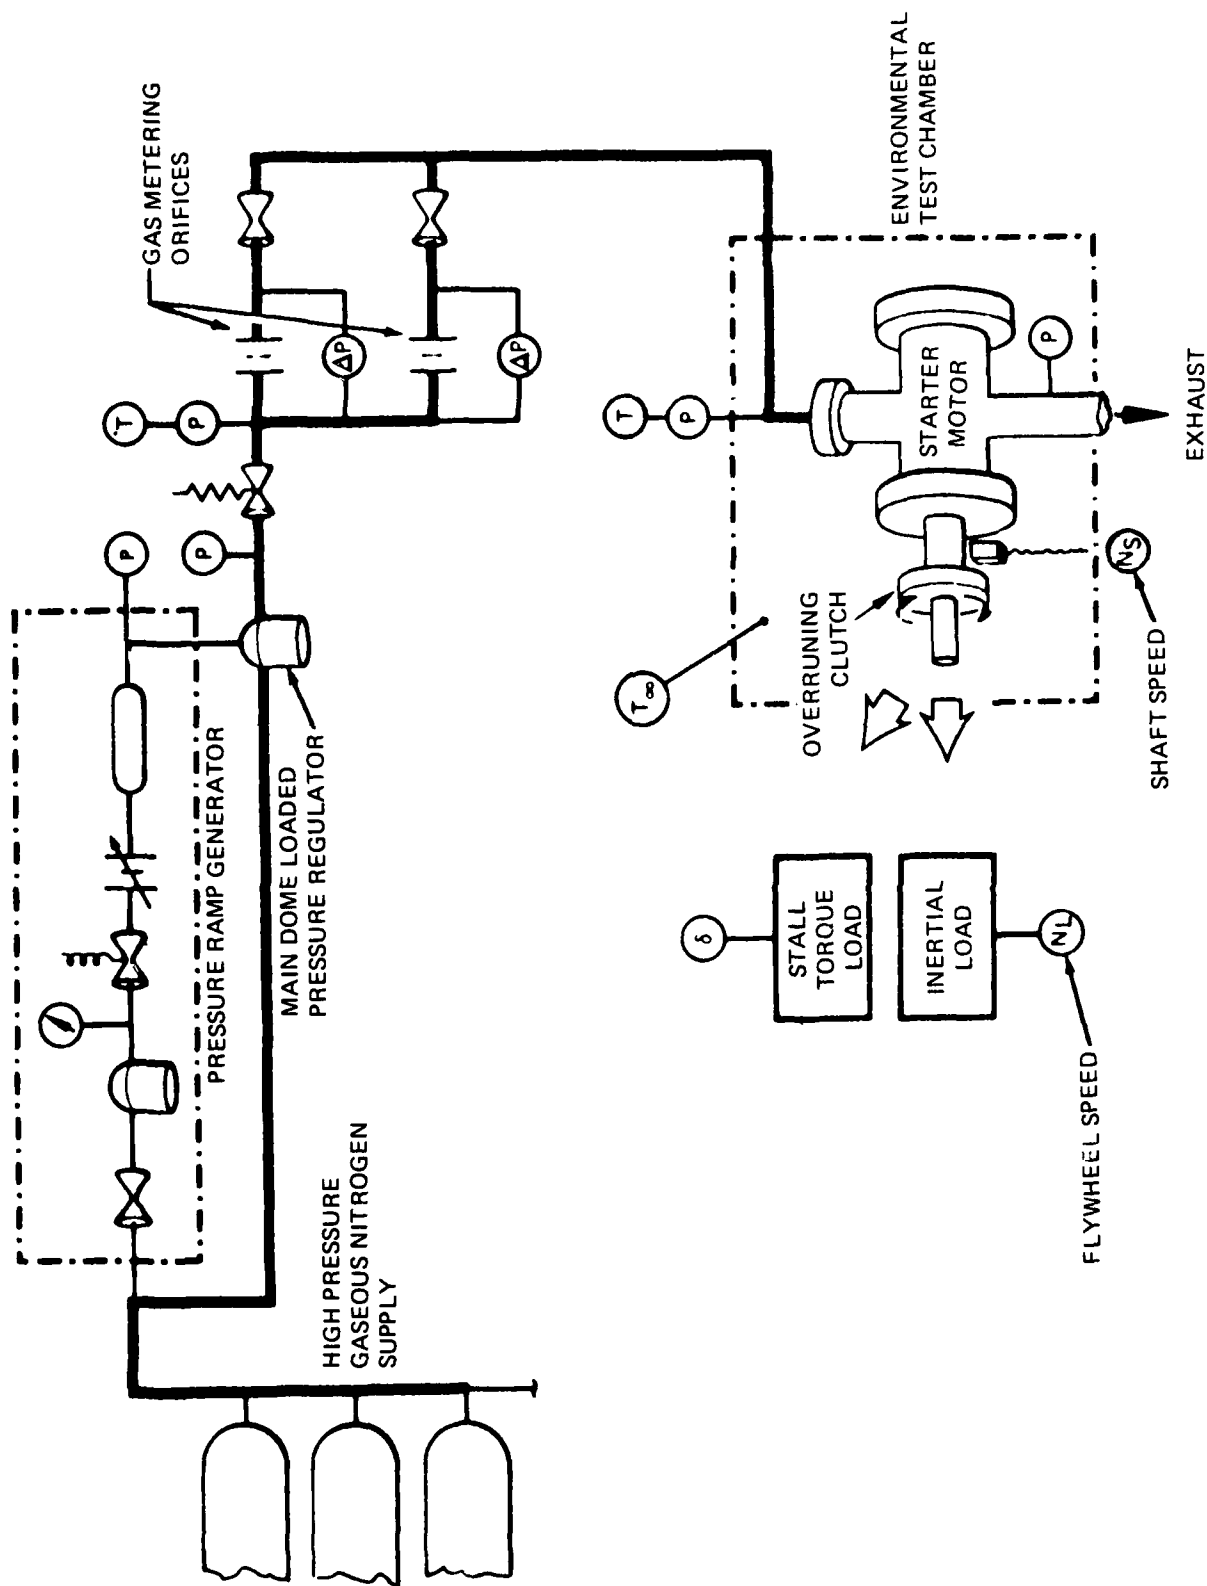 PRESSURE RAMP GENERATOR
P
MAIN DOME LOADED
PRESSURE REGULATOR
P
T
P
GAS METERING
ORIFICES
ΔP
ΔP
HIGH PRESSURE
GASEOUS NITROGEN
SUPPLY
δ
STALL
TORQUE
LOAD
INERTIAL
LOAD
NL
FLYWHEEL SPEED
T∞
OVERRUNING
CLUTCH
T
P
STARTER
MOTOR
P
ENVIRONMENTAL
TEST CHAMBER
NS
SHAFT SPEED
EXHAUST